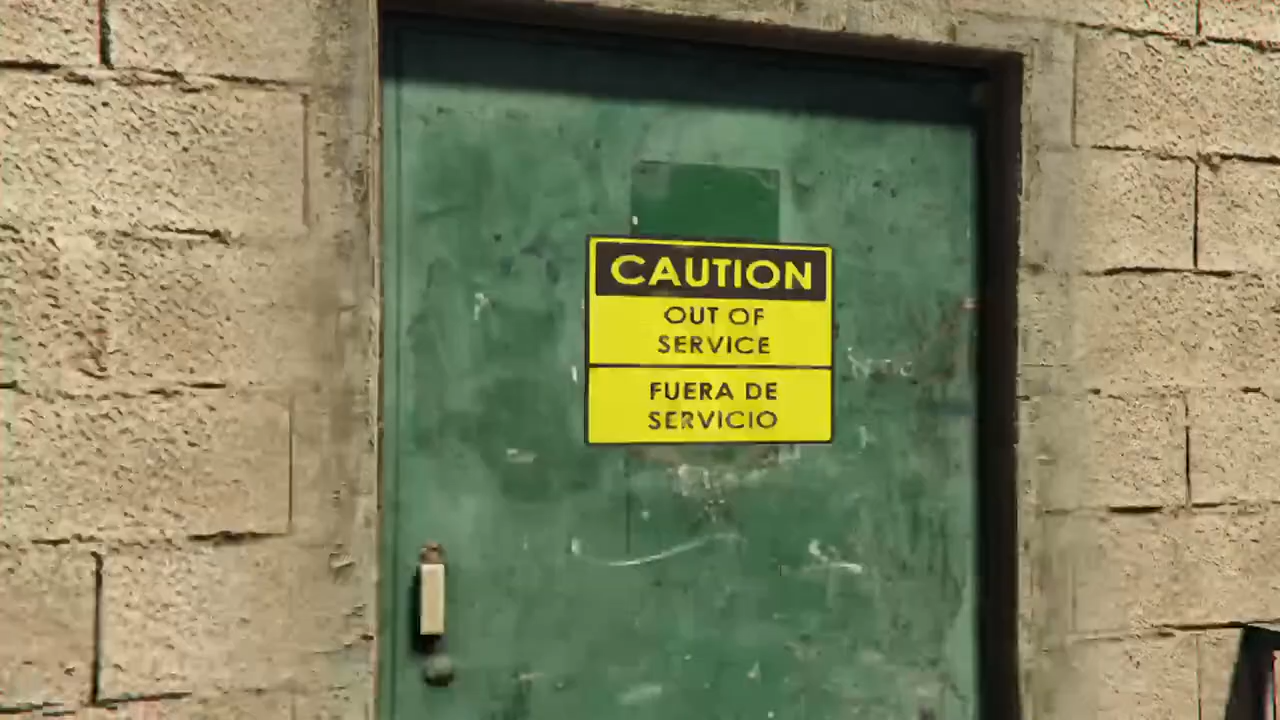 CAUTION
OUT OF
SERVICE
FUERA DE
SERVICIO